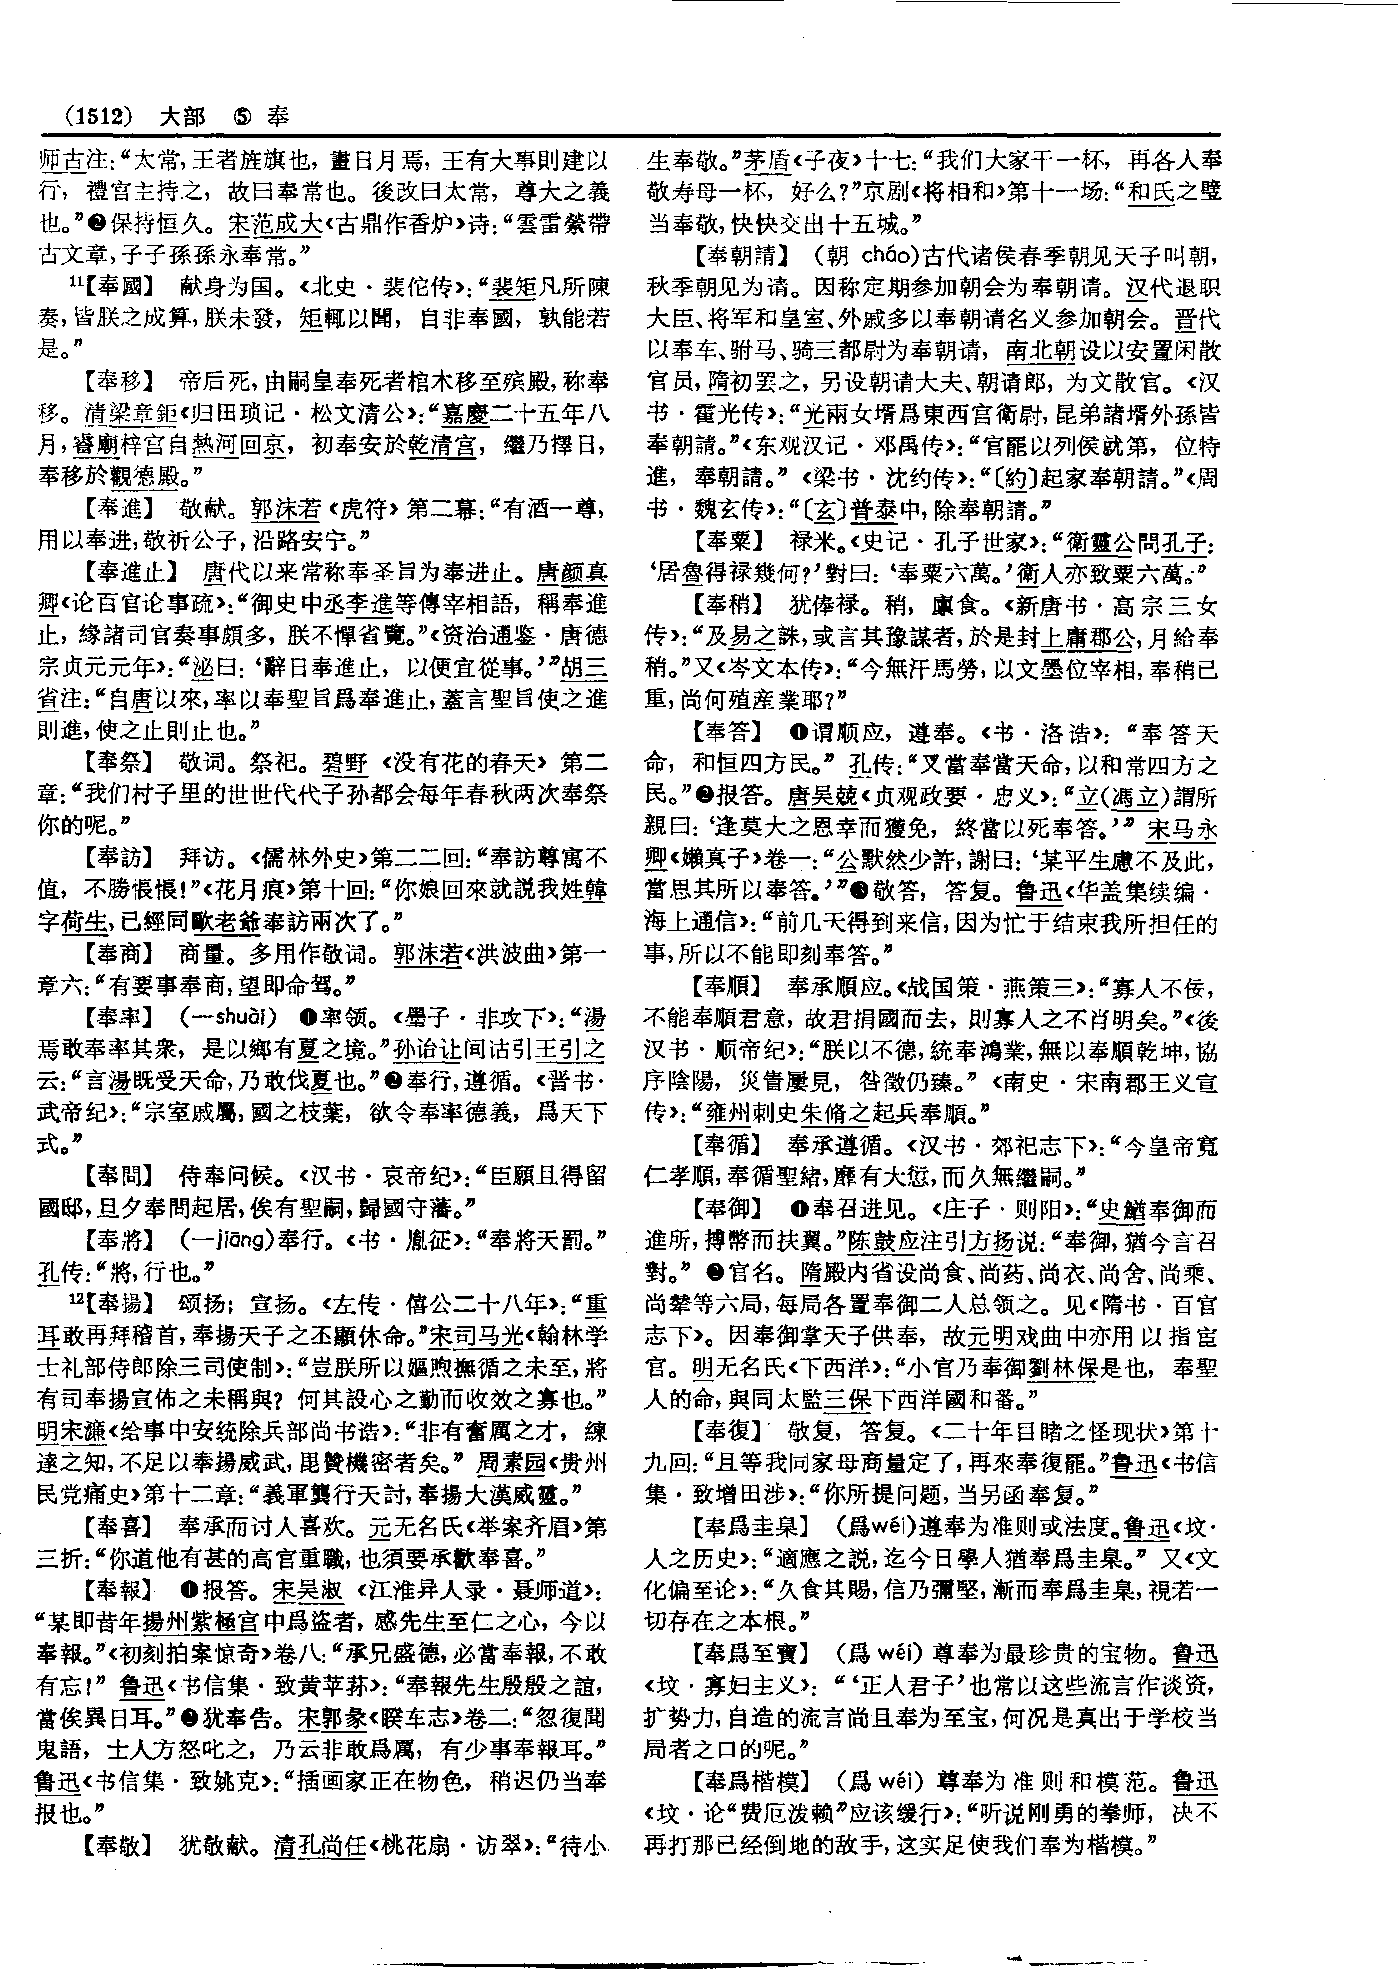 (1512) 大部 ⑤ 奉
师古注:“太常,王者旌旗也,畫日月焉,王有大事則建以
行,禮官主持之,故曰奉常也。後改曰太常,尊大之義
也。”❷保持恒久。宋范成大《古鼎作香炉》诗:“雲雷縈帶
古文章,子子孫孫永奉常。”
11【奉國】 献身为国。《北史·裴佗传》:“裴矩凡所陳
奏,皆朕之成算,朕未發,矩輒以聞,自非奉國,孰能若
是。”
【奉移】 帝后死,由嗣皇奉死者棺木移至殡殿,称奉
移。清梁章鉅《归田琐记·松文清公》:“嘉慶二十五年八
月,睿廟梓宫自熱河回京,初奉安於乾清宫,繼乃擇日,
奉移於觀德殿。”
【奉進】 敬献。郭沫若《虎符》第二幕:“有酒一尊,
用以奉进,敬祈公子,沿路安宁。”
【奉進止】 唐代以来常称奉圣旨为奉进止。唐颜真
卿《论百官论事疏》:“御史中丞李進等傳宰相語,稱奉進
止,緣諸司官奏事頗多,朕不憚省覽。”《资治通鉴·唐德
宗贞元元年》:“泌曰:‘辭日奉進止,以便宜從事。’”胡三
省注:“自唐以來,率以奉聖旨爲奉進止,蓋言聖旨使之進
則進,使之止則止也。”
【奉祭】 敬词。祭祀。碧野《没有花的春天》第二
章:“我们村子里的世世代代子孙都会每年春秋两次奉祭
你的呢。”
【奉訪】 拜访。《儒林外史》第二二回:“奉訪尊寓不
值,不勝悵悵!”《花月痕》第十回:“你娘回來就説我姓韓
字荷生,已經同歐老爺奉訪兩次了。”
【奉商】 商量。多用作敬词。郭沫若《洪波曲》第一
章六:“有要事奉商,望即命驾。”
【奉率】 (—shuài) ❶率领。《墨子·非攻下》:“湯
焉敢奉率其衆,是以鄉有夏之境。”孙诒让间诂引王引之
云:“言湯既受天命,乃敢伐夏也。”❷奉行,遵循。《晋书·
武帝纪》:“宗室戚屬,國之枝葉,欲令奉率德義,爲天下
式。”
【奉問】 侍奉问候。《汉书·哀帝纪》:“臣願且得留
國邸,旦夕奉問起居,俟有聖嗣,歸國守藩。”
【奉將】 (—jiāng)奉行。《书·胤征》:“奉將天罰。”
孔传:“將,行也。”
12【奉揚】 颂扬;宣扬。《左传·僖公二十八年》:“重
耳敢再拜稽首,奉揚天子之丕顯休命。”宋司马光《翰林学
士礼部侍郎除三司使制》:“豈朕所以嫗煦撫循之未至,將
有司奉揚宣佈之未稱與?何其設心之勤而收效之寡也。”
明宋濂《给事中安统除兵部尚书诰》:“非有奮厲之才,練
達之知,不足以奉揚威武,毘贊機密者矣。”周素园《贵州
民党痛史》第十二章:“義軍龔行天討,奉揚大漢威靈。”
【奉喜】 奉承而讨人喜欢。元无名氏《举案齐眉》第
三折:“你道他有甚的高官重職,也須要承歡奉喜。”
【奉報】 ❶报答。宋吴淑《江淮异人录·聂师道》:
“某即昔年揚州紫極宫中爲盜者,感先生至仁之心,今以
奉報。”《初刻拍案惊奇》卷八:“承兄盛德,必當奉報,不敢
有忘!”鲁迅《书信集·致黄苹荪》:“奉報先生殷殷之誼,
當俟異日耳。”❷犹奉告。宋郭彖《睽车志》卷二:“忽復聞
鬼語,士人方怒叱之,乃云非敢爲厲,有少事奉報耳。”
鲁迅《书信集·致姚克》:“插画家正在物色,稍迟仍当奉
报也。”
【奉敬】 犹敬献。清孔尚任《桃花扇·访翠》:“待小
生奉敬。”茅盾《子夜》十七:“我们大家干一杯,再各人奉
敬寿母一杯,好么?”京剧《将相和》第十一场:“和氏之璧
当奉敬,快快交出十五城。”
【奉朝請】 (朝 cháo)古代诸侯春季朝见天子叫朝,
秋季朝见为请。因称定期参加朝会为奉朝请。汉代退职
大臣、将军和皇室、外戚多以奉朝请名义参加朝会。晋代
以奉车、驸马、骑三都尉为奉朝请,南北朝设以安置闲散
官员,隋初罢之,另设朝请大夫、朝请郎,为文散官。《汉
书·霍光传》:“光兩女壻爲東西宫衛尉,昆弟諸壻外孫皆
奉朝請。”《东观汉记·邓禹传》:“官罷以列侯就第,位特
進,奉朝請。”《梁书·沈约传》:“〔約〕起家奉朝請。”《周
书·魏玄传》:“〔玄〕普泰中,除奉朝請。”
【奉粟】 禄米。《史记·孔子世家》:“衛靈公問孔子:
‘居魯得禄幾何?’對曰:‘奉粟六萬。’衛人亦致粟六萬。”
【奉稍】 犹俸禄。稍,廪食。《新唐书·高宗三女
传》:“及易之誅,或言其豫謀者,於是封上庸郡公,月給奉
稍。”又《岑文本传》:“今無汗馬勞,以文墨位宰相,奉稍已
重,尚何殖産業耶?”
【奉答】 ❶谓顺应,遵奉。《书·洛诰》:“奉答天
命,和恒四方民。”孔传:“又當奉當天命,以和常四方之
民。”❷报答。唐吴兢《贞观政要·忠义》:“立(馮立)謂所
親曰:‘逢莫大之恩幸而獲免,終當以死奉答。’”宋马永
卿《嬾真子》卷一:“公默然少許,謝曰:‘某平生慮不及此,
當思其所以奉答。’”❸敬答,答复。鲁迅《华盖集续编·
海上通信》:“前几天得到来信,因为忙于结束我所担任的
事,所以不能即刻奉答。”
【奉順】 奉承順应。《战国策·燕策三》:“寡人不佞,
不能奉順君意,故君捐國而去,則寡人之不肖明矣。”《後
汉书·顺帝纪》:“朕以不德,統奉鴻業,無以奉順乾坤,協
序陰陽,災眚屢見,咎徵仍臻。”《南史·宋南郡王义宣
传》:“雍州刺史朱脩之起兵奉順。”
【奉循】 奉承遵循。《汉书·郊祀志下》:“今皇帝寬
仁孝順,奉循聖緒,靡有大愆,而久無繼嗣。”
【奉御】 ❶奉召进见。《庄子·则阳》:“史鰌奉御而
進所,搏幣而扶翼。”陈鼓应注引方扬说:“奉御,猶今言召
對。” ❷官名。隋殿内省设尚食、尚药、尚衣、尚舍、尚乘、
尚辇等六局,每局各置奉御二人总领之。见《隋书·百官
志下》。因奉御掌天子供奉,故元明戏曲中亦用以指宦
官。明无名氏《下西洋》:“小官乃奉御劉林保是也,奉聖
人的命,與同太監三保下西洋國和番。”
【奉復】 敬复,答复。《二十年目睹之怪现状》第十
九回:“且等我同家母商量定了,再來奉復罷。”鲁迅《书信
集·致增田涉》:“你所提问题,当另函奉复。”
【奉爲圭臬】 (爲wéi)遵奉为准则或法度。鲁迅《坟·
人之历史》:“適應之説,迄今日學人猶奉爲圭臬。”又《文
化偏至论》:“久食其賜,信乃彌堅,漸而奉爲圭臬,視若一
切存在之本根。”
【奉爲至寶】 (爲 wéi)尊奉为最珍贵的宝物。鲁迅
《坟·寡妇主义》:“‘正人君子’也常以这些流言作谈资,
扩势力,自造的流言尚且奉为至宝,何况是真出于学校当
局者之口的呢。”
【奉爲楷模】 (爲 wéi)尊奉为准则和模范。鲁迅
《坟·论“费厄泼赖”应该缓行》:“听说刚勇的拳师,决不
再打那已经倒地的敌手,这实足使我们奉为楷模。”